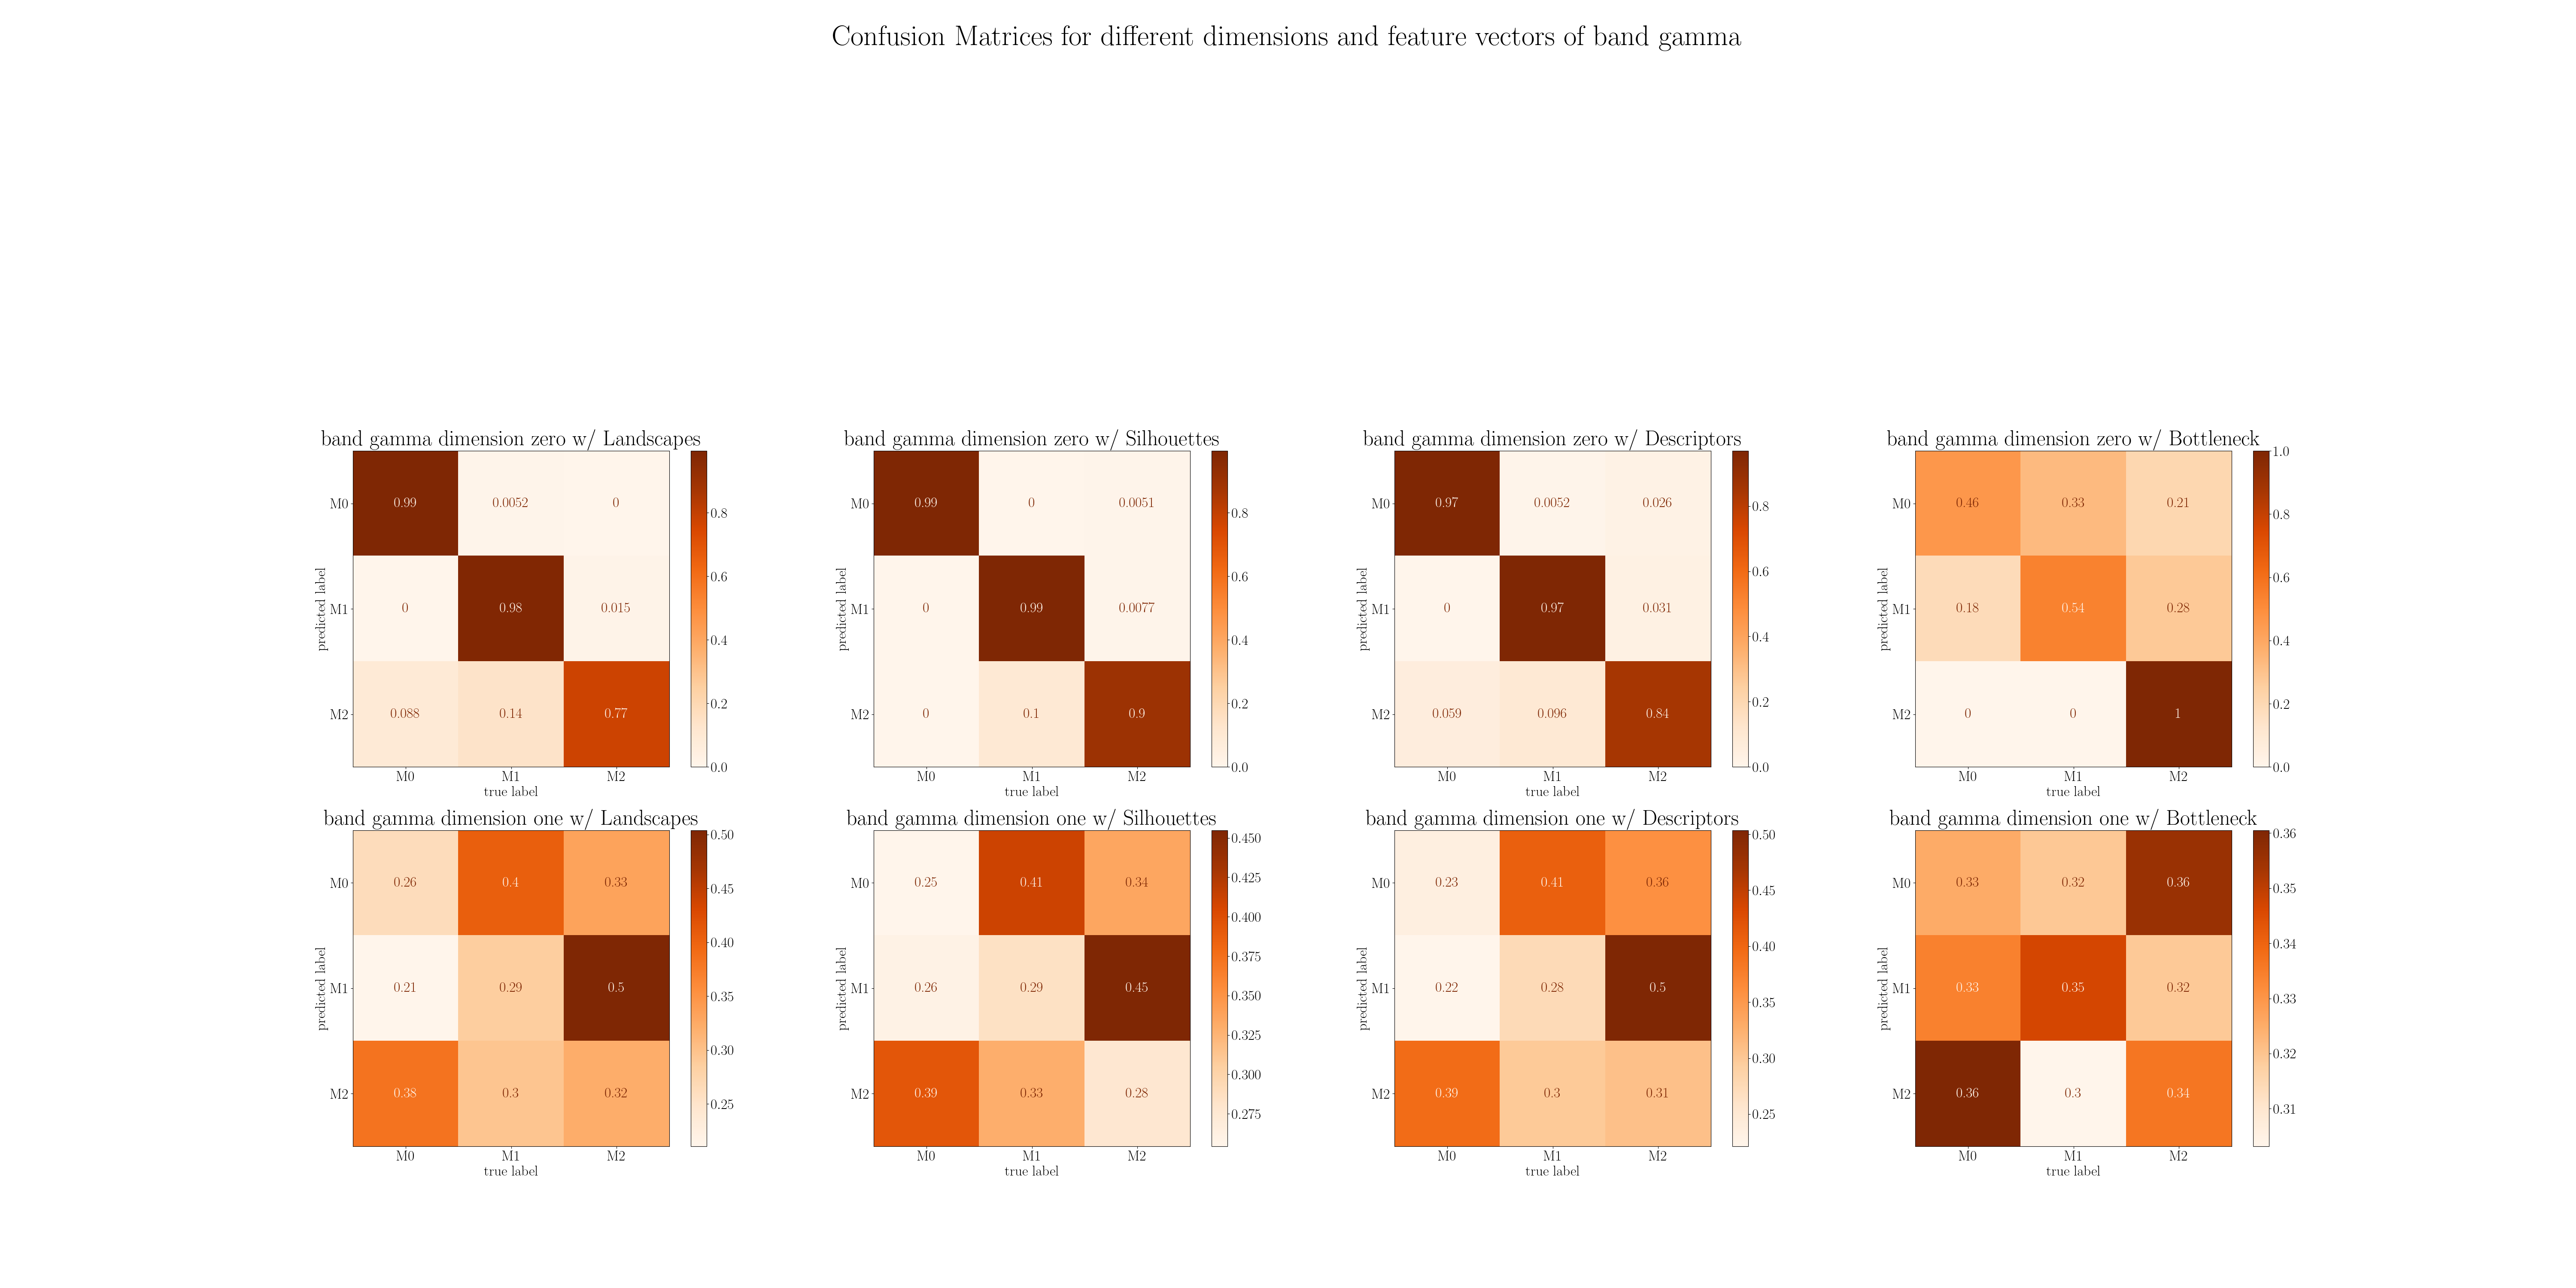 Confusion Matrices for different dimensions and feature vectors of band gamma
band gamma dimension zero w/ Landscapes
predicted label
M0
M1
M2
0.99 0.0052 0
0 0.98 0.015
0.088 0.14 0.77
M0 M1 M2
true label
0.8
0.6
0.4
0.2
0.0
band gamma dimension zero w/ Silhouettes
predicted label
M0
M1
M2
0.99 0 0.0051
0 0.99 0.0077
0 0.1 0.9
M0 M1 M2
true label
0.8
0.6
0.4
0.2
0.0
band gamma dimension zero w/ Descriptors
predicted label
M0
M1
M2
0.97 0.0052 0.026
0 0.97 0.031
0.059 0.096 0.84
M0 M1 M2
true label
0.8
0.6
0.4
0.2
0.0
band gamma dimension zero w/ Bottleneck
predicted label
M0
M1
M2
0.46 0.33 0.21
0.18 0.54 0.28
0 0 1
M0 M1 M2
true label
1.0
0.8
0.6
0.4
0.2
0.0
band gamma dimension one w/ Landscapes
predicted label
M0
M1
M2
0.26 0.4 0.33
0.21 0.29 0.5
0.38 0.3 0.32
M0 M1 M2
true label
0.50
0.45
0.40
0.35
0.30
0.25
band gamma dimension one w/ Silhouettes
predicted label
M0
M1
M2
0.25 0.41 0.34
0.26 0.29 0.45
0.39 0.33 0.28
M0 M1 M2
true label
0.450
0.425
0.400
0.375
0.350
0.325
0.300
0.275
band gamma dimension one w/ Descriptors
predicted label
M0
M1
M2
0.23 0.41 0.36
0.22 0.28 0.5
0.39 0.3 0.31
M0 M1 M2
true label
0.50
0.45
0.40
0.35
0.30
0.25
band gamma dimension one w/ Bottleneck
predicted label
M0
M1
M2
0.33 0.32 0.36
0.33 0.35 0.32
0.36 0.3 0.34
M0 M1 M2
true label
0.36
0.35
0.34
0.33
0.32
0.31